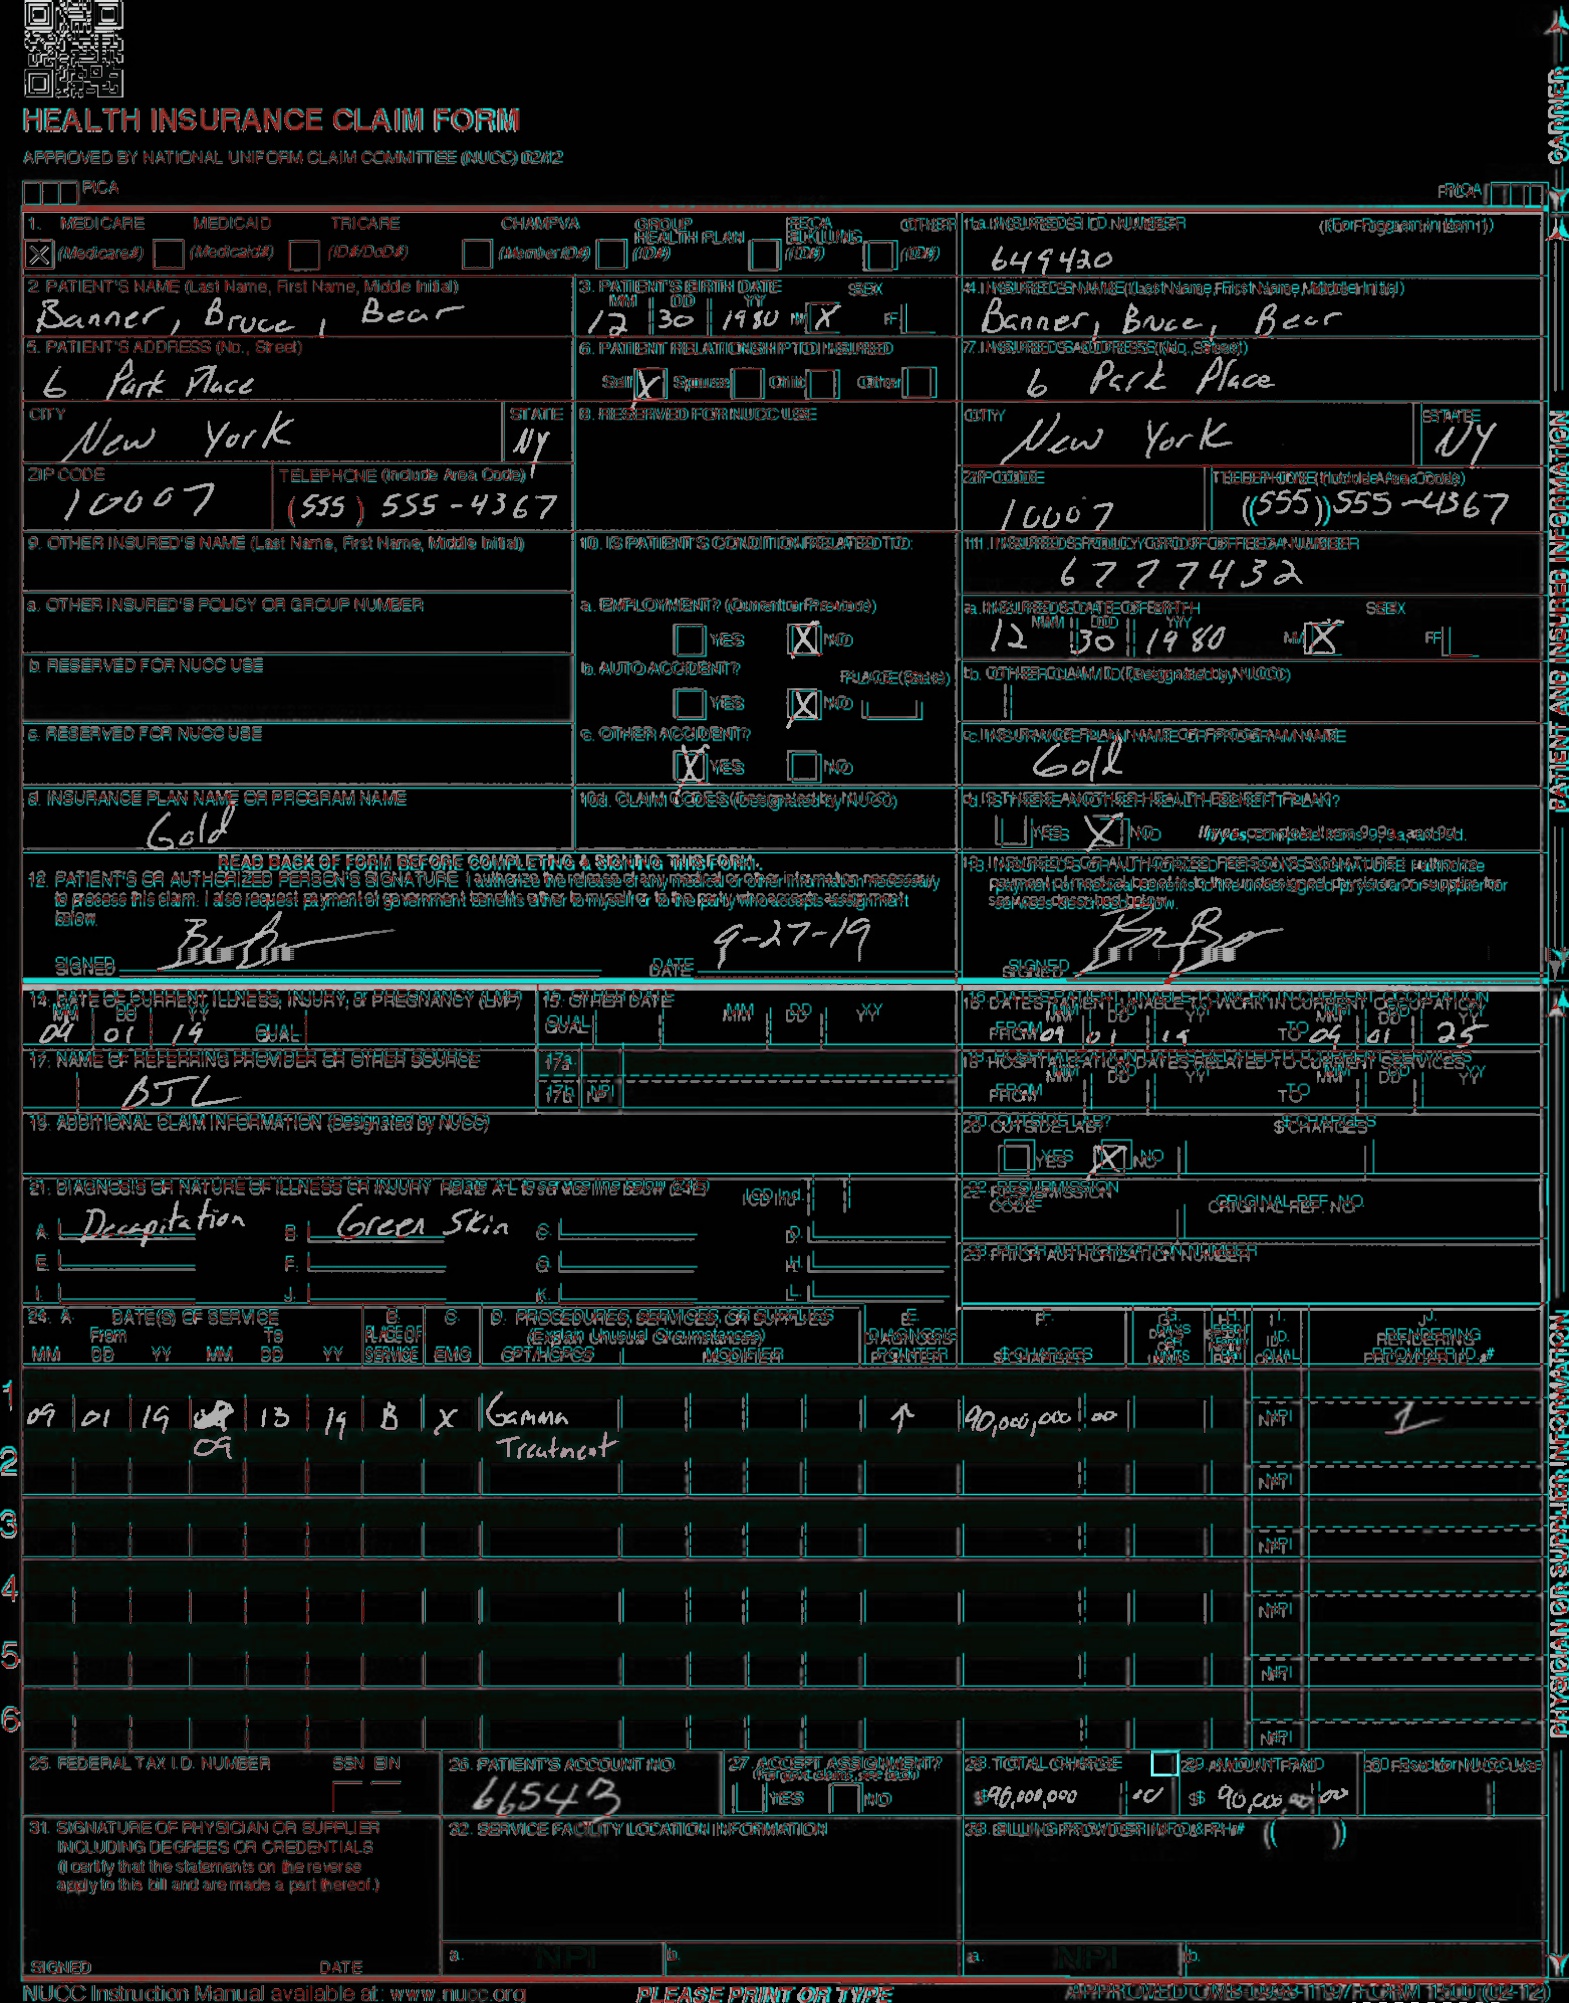 HEALTH INSURANCE CLAIM FORM
APPROVED BY NATIONAL UNIFORM CLAIM COMMITTEE (NUCC) 02/12
PICA
PICA
CARRIER
1. MEDICARE MEDICAID TRICARE CHAMPVA GROUP HEALTH PLAN FECA BLK LUNG OTHER
X (Medicare#) (Medicaid#) (ID#/DoD#) (Member ID#) (ID#) (ID#) (ID#)
1a. INSURED'S I.D. NUMBER (For Program in Item 1)
649420
2. PATIENT'S NAME (Last Name, First Name, Middle Initial)
Banner, Bruce, Bear
3. PATIENT'S BIRTH DATE SEX
MM DD YY
12 30 1980 M X F
4. INSURED'S NAME (Last Name, First Name, Middle Initial)
Banner, Bruce, Bear
5. PATIENT'S ADDRESS (No., Street)
6 Park Place
6. PATIENT RELATIONSHIP TO INSURED
Self X Spouse Child Other
7. INSURED'S ADDRESS (No., Street)
6 Park Place
CITY STATE
New York NY
8. RESERVED FOR NUCC USE
CITY STATE
New York NY
ZIP CODE TELEPHONE (Include Area Code)
10007 (555) 555-4367
ZIP CODE TELEPHONE (Include Area Code)
10007 (555) 555-4367
9. OTHER INSURED'S NAME (Last Name, First Name, Middle Initial)
10. IS PATIENT'S CONDITION RELATED TO:
11. INSURED'S POLICY GROUP OR FECA NUMBER
6777432
a. OTHER INSURED'S POLICY OR GROUP NUMBER
a. EMPLOYMENT? (Current or Previous)
YES X NO
a. INSURED'S DATE OF BIRTH SEX
MM DD YY
12 30 1980 M X F
b. RESERVED FOR NUCC USE
b. AUTO ACCIDENT? PLACE (State)
YES X NO
b. OTHER CLAIM ID (Designated by NUCC)
c. RESERVED FOR NUCC USE
c. OTHER ACCIDENT?
X YES NO
c. INSURANCE PLAN NAME OR PROGRAM NAME
Gold
d. INSURANCE PLAN NAME OR PROGRAM NAME
Gold
10d. CLAIM CODES (Designated by NUCC)
d. IS THERE ANOTHER HEALTH BENEFIT PLAN?
YES X NO If yes, complete items 9, 9a, and 9d.
READ BACK OF FORM BEFORE COMPLETING & SIGNING THIS FORM.
12. PATIENT'S OR AUTHORIZED PERSON'S SIGNATURE I authorize the release of any medical or other information necessary
to process this claim. I also request payment of government benefits either to myself or to the party who accepts assignment
below.
SIGNED DATE 9-27-19
13. INSURED'S OR AUTHORIZED PERSON'S SIGNATURE I authorize
payment of medical benefits to the undersigned physician or supplier for
services described below.
SIGNED
PATIENT AND INSURED INFORMATION
14. DATE OF CURRENT ILLNESS, INJURY, or PREGNANCY (LMP)
MM DD YY
09 01 19 QUAL.
15. OTHER DATE
QUAL. MM DD YY
16. DATES PATIENT UNABLE TO WORK IN CURRENT OCCUPATION
MM DD YY MM DD YY
FROM 09 01 19 TO 09 01 25
17. NAME OF REFERRING PROVIDER OR OTHER SOURCE
BJL
17a.
17b. NPI
18. HOSPITALIZATION DATES RELATED TO CURRENT SERVICES
MM DD YY MM DD YY
FROM TO
19. ADDITIONAL CLAIM INFORMATION (Designated by NUCC)
20. OUTSIDE LAB? $ CHARGES
YES X NO
21. DIAGNOSIS OR NATURE OF ILLNESS OR INJURY Relate A-L to service line below (24E) ICD Ind.
A. Decapitation B. Green Skin C. D.
E. F. G. H.
I. J. K. L.
22. RESUBMISSION CODE ORIGINAL REF. NO.
23. PRIOR AUTHORIZATION NUMBER
24. A. DATE(S) OF SERVICE B. C. D. PROCEDURES, SERVICES, OR SUPPLIES E. F. G. H. I. J.
From To PLACE OF (Explain Unusual Circumstances) DIAGNOSIS DAYS OR ID. RENDERING
MM DD YY MM DD YY SERVICE EMG CPT/HCPCS MODIFIER POINTER $ CHARGES UNITS QUAL. PROVIDER ID. #
1
09 01 19 13 19 B X Gamma ↑ 90,000,000 00 NPI 1
09 Treatment
2 NPI
3 NPI
4 NPI
5 NPI
6 NPI
PHYSICIAN OR SUPPLIER INFORMATION
25. FEDERAL TAX I.D. NUMBER SSN EIN
26. PATIENT'S ACCOUNT NO.
6654B
27. ACCEPT ASSIGNMENT?
(For govt. claims, see back)
YES NO
28. TOTAL CHARGE
$ 90,000,000 00
29. AMOUNT PAID
$ 90,000,000 00
30. Rsvd for NUCC Use
31. SIGNATURE OF PHYSICIAN OR SUPPLIER
INCLUDING DEGREES OR CREDENTIALS
(I certify that the statements on the reverse
apply to this bill and are made a part thereof.)
SIGNED DATE
32. SERVICE FACILITY LOCATION INFORMATION
a. NPI b.
33. BILLING PROVIDER INFO & PH # ( )
a. NPI b.
NUCC Instruction Manual available at: www.nucc.org
PLEASE PRINT OR TYPE
APPROVED OMB-0938-1197 FORM 1500 (02-12)